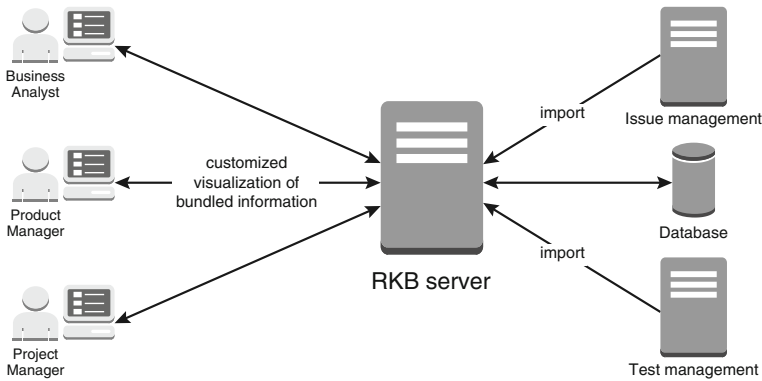 Business
Analyst
Product
Manager
Project
Manager
customized
visualization of
bundled information
RKB server
import
import
Issue management
Database
Test management